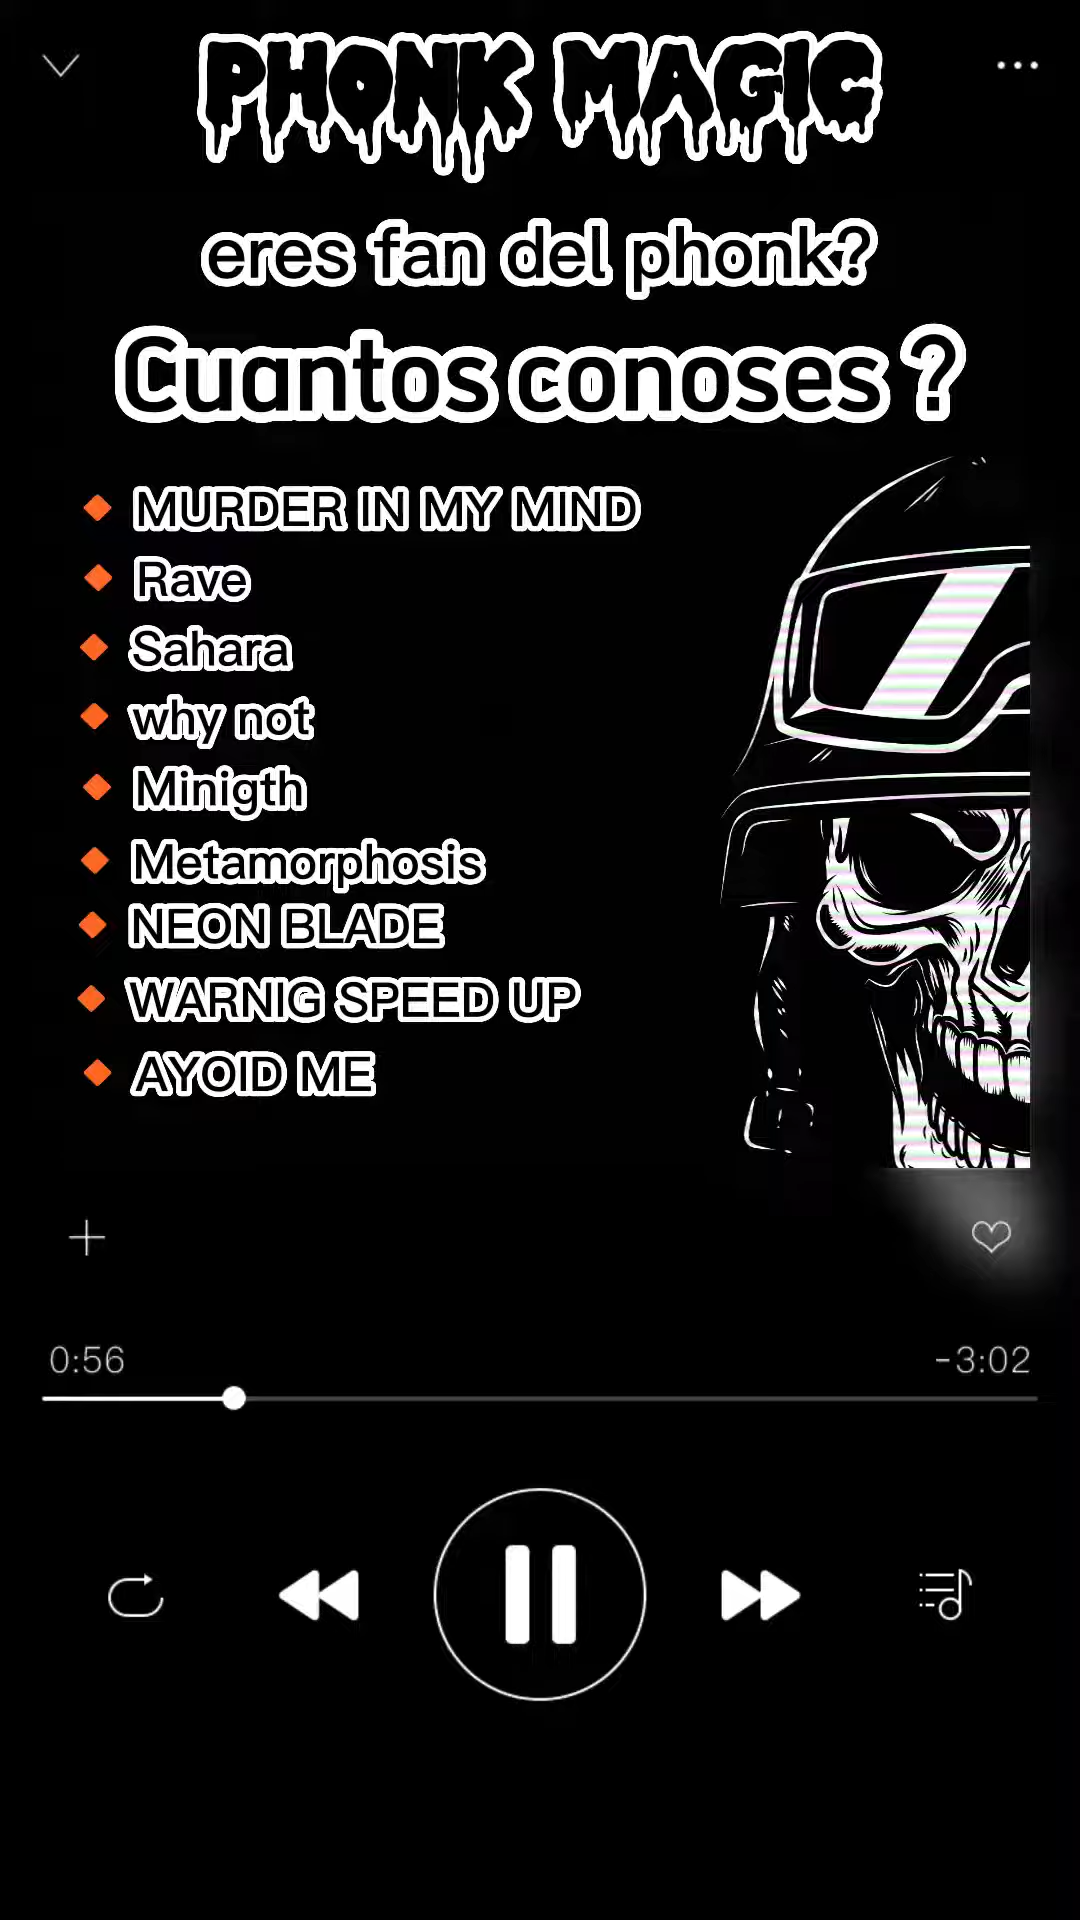 PHONK MAGIC
eres fan del phonk?
Cuantos conoses ?
MURDER IN MY MIND
Rave
Sahara
why not
Minigth
Metamorphosis
NEON BLADE
WARNIG SPEED UP
AYOID ME
0:56
-3:02